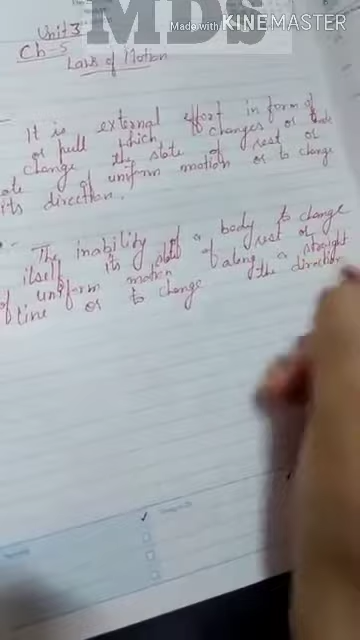 MDS
Made with KINEMASTER
Unit 3
Ch-5
Laws of Motion
It is external effort in form of
or pull which changes or
change the state of rest or
of uniform motion or to change
its direction.
The inability of a body to change
itself its state of rest or
of uniform motion along a straight
line or to change the direction